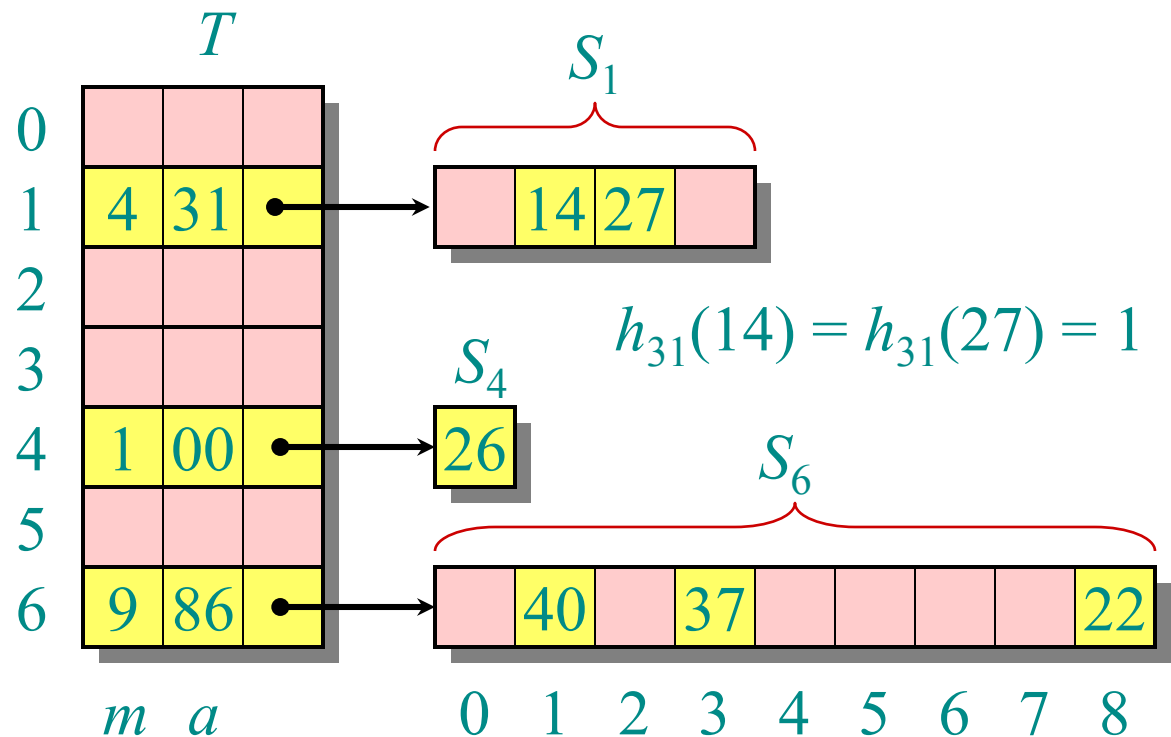 T
S₁
0
1 4 31 14 27
2
h₃₁(14) = h₃₁(27) = 1
3
S₄
4 1 00 26
S₆
5
6 9 86 40 37 22
m a 0 1 2 3 4 5 6 7 8